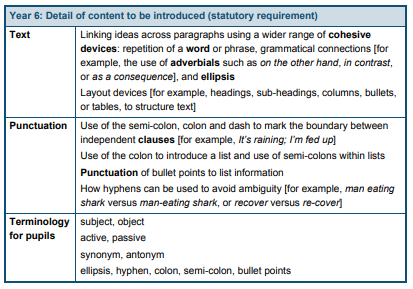 Year 6: Detail of content to be introduced (statutory requirement)
Text
Linking ideas across paragraphs using a wider range of cohesive
devices: repetition of a word or phrase, grammatical connections [for
example, the use of adverbials such as on the other hand, in contrast,
or as a consequence], and ellipsis
Layout devices [for example, headings, sub-headings, columns, bullets,
or tables, to structure text]
Punctuation
Use of the semi-colon, colon and dash to mark the boundary between
independent clauses [for example, It's raining; I'm fed up]
Use of the colon to introduce a list and use of semi-colons within lists
Punctuation of bullet points to list information
How hyphens can be used to avoid ambiguity [for example, man eating
shark versus man-eating shark, or recover versus re-cover]
Terminology
for pupils
subject, object
active, passive
synonym, antonym
ellipsis, hyphen, colon, semi-colon, bullet points